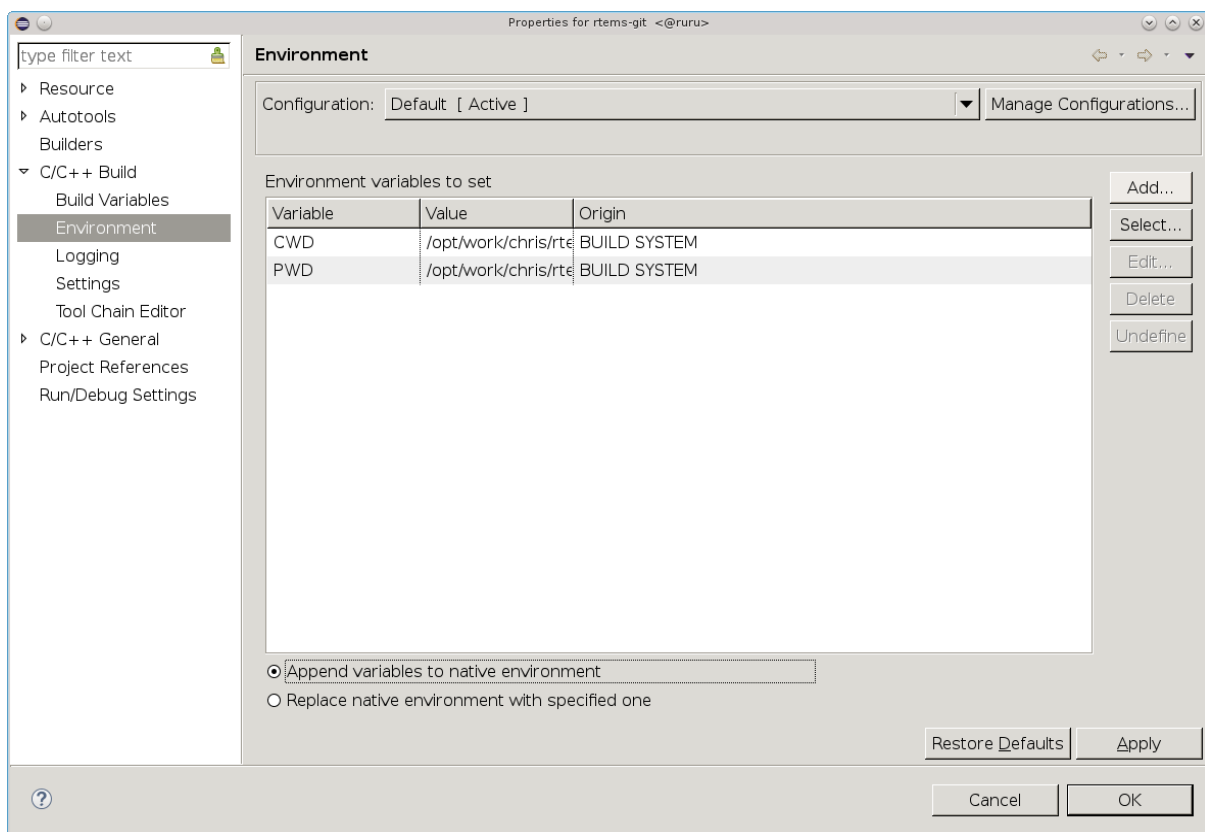 Properties for rtems-git <@ruru>
type filter text
Resource
Autotools
Builders
C/C++ Build
Build Variables
Environment
Logging
Settings
Tool Chain Editor
C/C++ General
Project References
Run/Debug Settings
Environment
Configuration: Default [ Active ] Manage Configurations...
Environment variables to set
Variable Value Origin
CWD /opt/work/chris/rte BUILD SYSTEM
PWD /opt/work/chris/rte BUILD SYSTEM
Add...
Select...
Edit...
Delete
Undefine
Append variables to native environment
Replace native environment with specified one
Restore Defaults Apply
? Cancel OK